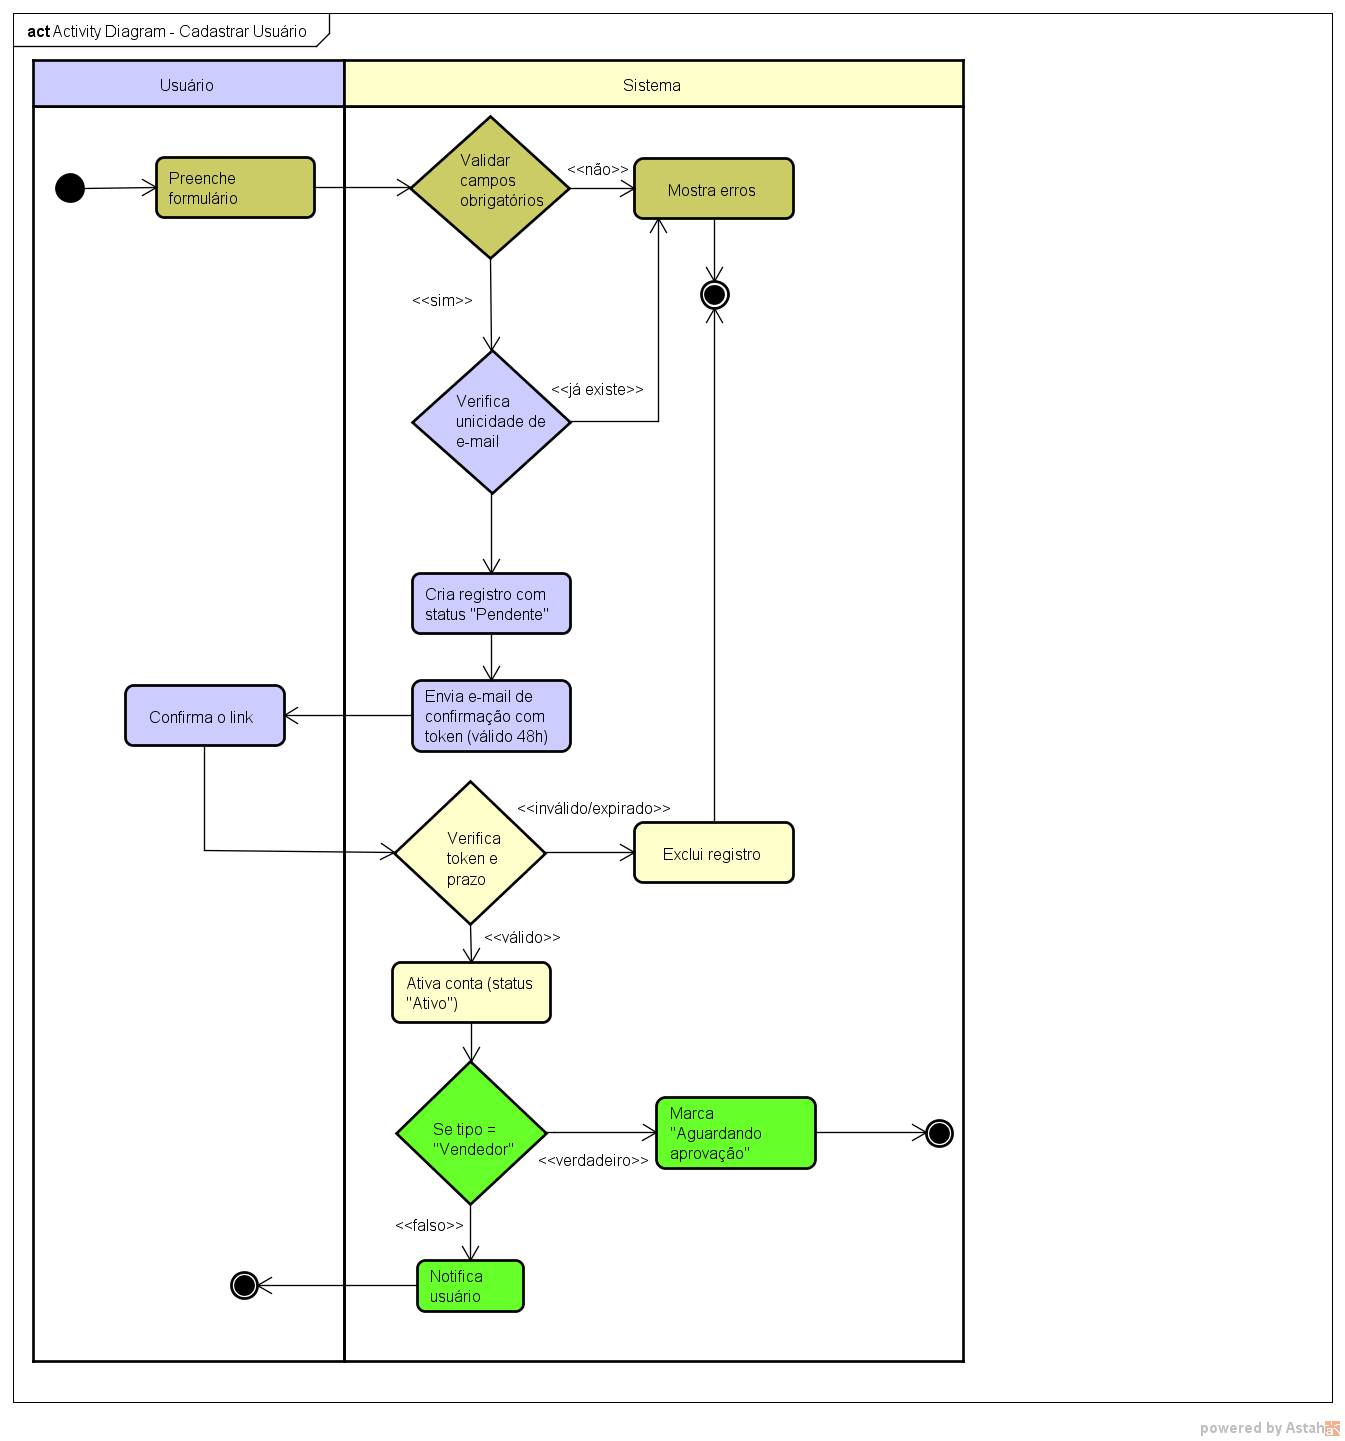 act Activity Diagram - Cadastrar Usuário
Usuário
Sistema
Preenche
formulário
Validar
campos
obrigatórios
<<não>>
Mostra erros
<<sim>>
Verifica
unicidade de
e-mail
<<já existe>>
Cria registro com
status "Pendente"
Envia e-mail de
confirmação com
token (válido 48h)
Confirma o link
Verifica
token e
prazo
<<inválido/expirado>>
Exclui registro
<<válido>>
Ativa conta (status
"Ativo")
Se tipo =
"Vendedor"
<<verdadeiro>>
Marca
"Aguardando
aprovação"
<<falso>>
Notifica
usuário
powered by Astah